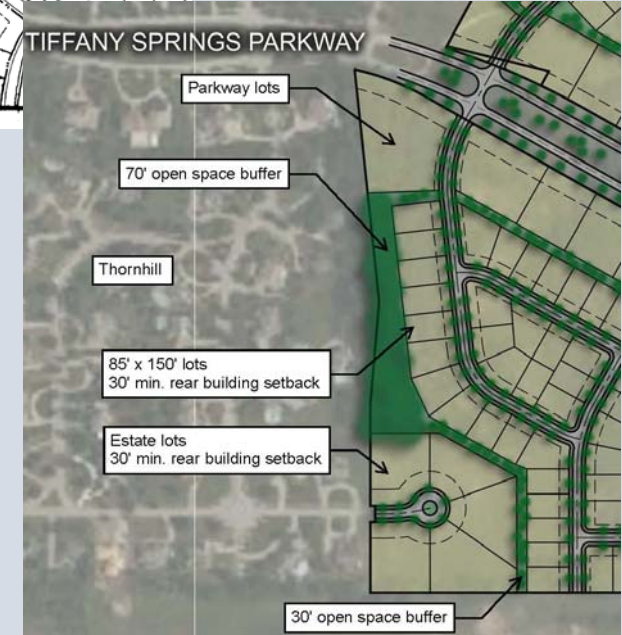 TIFFANY SPRINGS PARKWAY
Parkway lots
70' open space buffer
Thornhill
85' x 150' lots
30' min. rear building setback
Estate lots
30' min. rear building setback
30' open space buffer